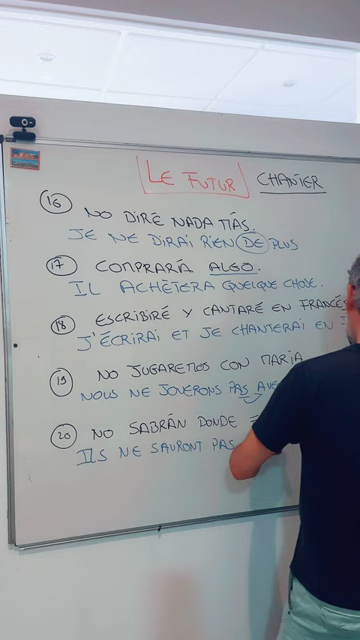 LE FUTUR CHANTER
16 NO DIRÉ NADA MÁS.
JE NE DIRAI RIEN DE PLUS
17 COMPRARÁ ALGO.
IL ACHÈTERA QUELQUE CHOSE.
18 ESCRIBIRÉ Y CANTARÉ EN FRANCÉS
J'ÉCRIRAI ET JE CHANTERAI EN
19 NO JUGAREMOS CON MARIA
NOUS NE JOUERONS PAS
20 NO SABRÁN DONDE
ILS NE SAURONT PAS